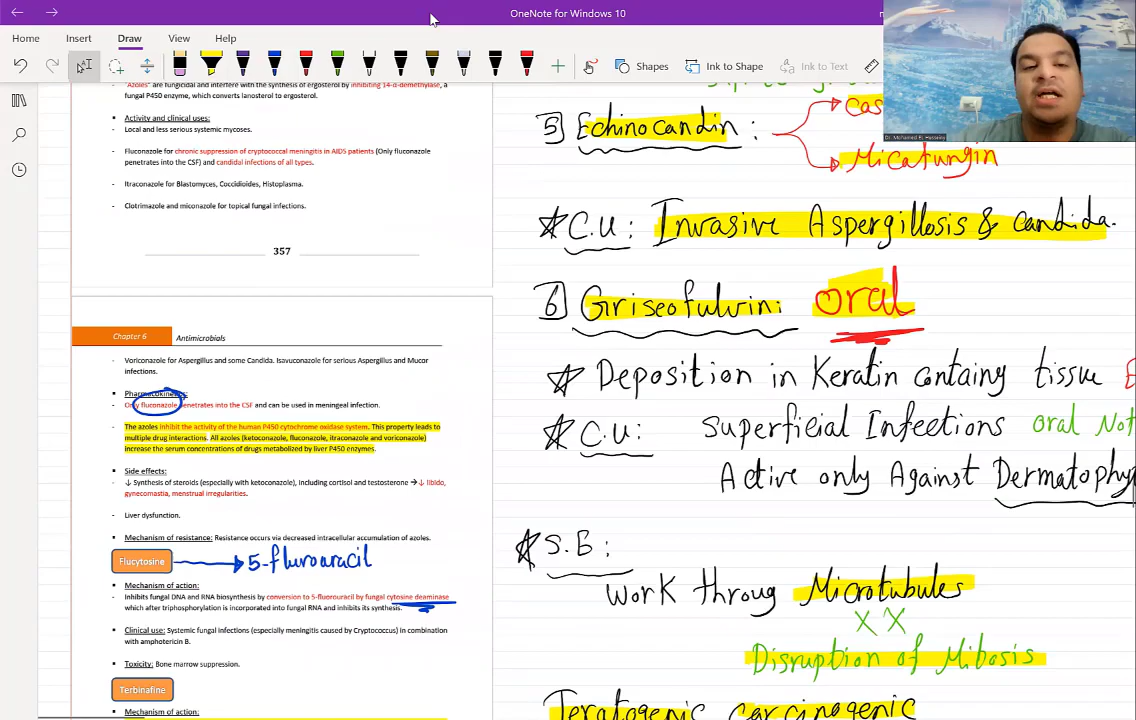 OneNote for Windows 10
Home Insert Draw View Help
Shapes Ink to Shape Ink to Text
"Azoles" are fungicidal and interfere with the synthesis of ergosterol by inhibiting 14-α-demethylase, a
fungal P450 enzyme, which converts lanosterol to ergosterol.
Activity and clinical uses:
- Local and less serious systemic mycoses.
- Fluconazole for chronic suppression of cryptococcal meningitis in AIDS patients (Only fluconazole
penetrates into the CSF) and candidal infections of all types.
- Itraconazole for Blastomyces, Coccidioides, Histoplasma.
- Clotrimazole and miconazole for topical fungal infections.
357
Chapter 6 Antimicrobials
- Voriconazole for Aspergillus and some Candida. Isavuconazole for serious Aspergillus and Mucor
infections.
Pharmacokinetics:
- Only fluconazole penetrates into the CSF and can be used in meningeal infection.
- The azoles inhibit the activity of the human P450 cytochrome oxidase system. This property leads to
multiple drug interactions. All azoles (ketoconazole, fluconazole, itraconazole and voriconazole)
increase the serum concentrations of drugs metabolized by liver P450 enzymes.
Side effects:
- ↓ Synthesis of steroids (especially with ketoconazole), including cortisol and testosterone → ↓ libido,
gynecomastia, menstrual irregularities.
- Liver dysfunction.
Mechanism of resistance: Resistance occurs via decreased intracellular accumulation of azoles.
Flucytosine → 5-flurouracil
Mechanism of action:
- Inhibits fungal DNA and RNA biosynthesis by conversion to 5-fluorouracil by fungal cytosine deaminase
which after triphosphorylation is incorporated into fungal RNA and inhibits its synthesis.
Clinical use: Systemic fungal infections (especially meningitis caused by Cryptococcus) in combination
with amphotericin B.
Toxicity: Bone marrow suppression.
Terbinafine
Mechanism of action:
5 Echinocandin : Cas
Micafungin
C.U : Invasive Aspergillosis & candida.
6 Griseofulvin: oral
Deposition in Keratin containg tissue
C.U : Superficial Infections oral Not
Active only Against Dermatophy
S.B :
work throug Microtubules
X X
Disruption of Mitosis
Teratogenic carcinogenic
Dr. Mohamed EL Husseiny